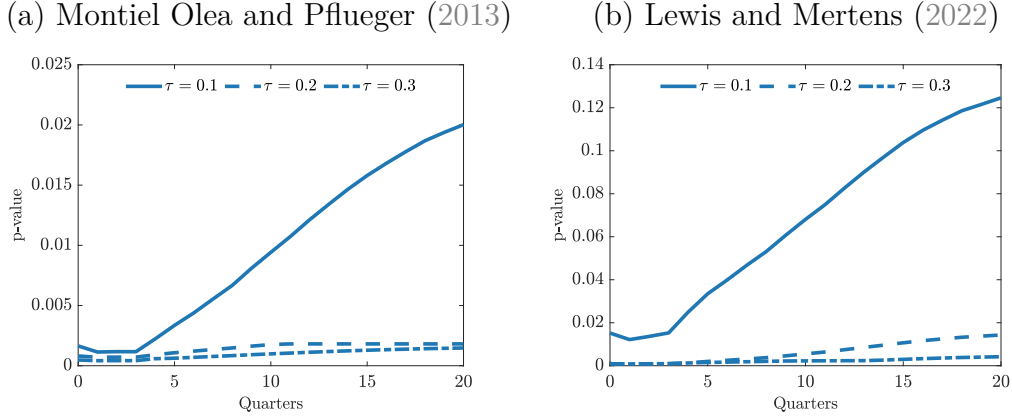 (a) Montiel Olea and Pflueger (2013)
0.025
τ = 0.1 τ = 0.2 τ = 0.3
0.02
0.015
p-value
0.01
0.005
0
0 5 10 15 20
Quarters
(b) Lewis and Mertens (2022)
0.14
τ = 0.1 τ = 0.2 τ = 0.3
0.12
0.1
0.08
p-value
0.06
0.04
0.02
0
0 5 10 15 20
Quarters